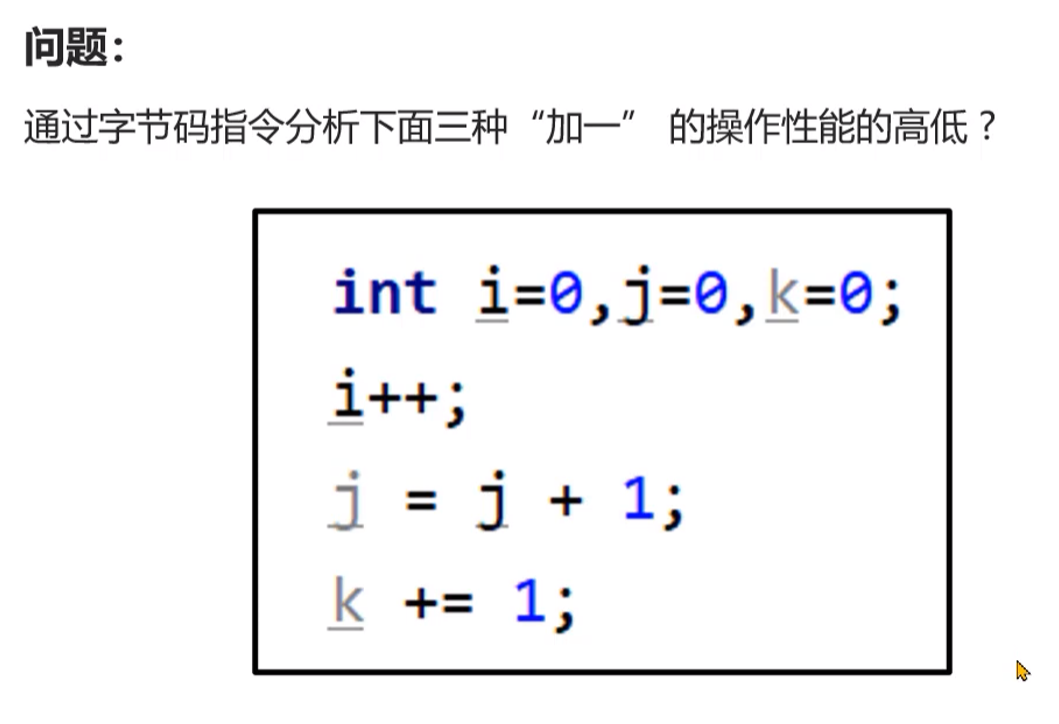 问题：
通过字节码指令分析下面三种“加一” 的操作性能的高低？
int i=0,j=0,k=0;
i++;
j = j + 1;
k += 1;